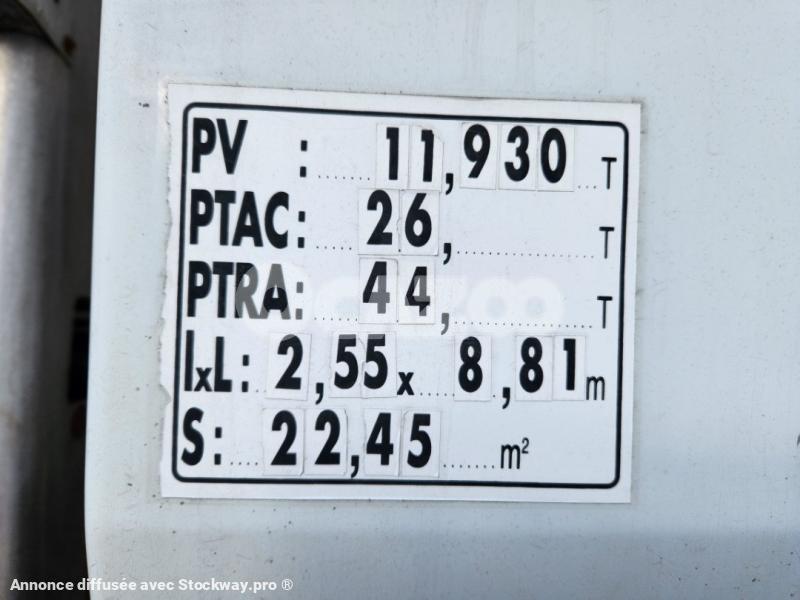 PV : ...... 11,930 ... T
PTAC: ..... 26, .................... T
PTRA: ...... 44, .................... T
lxL: .. 2,55 x ..... 8,81 m
S: .... 22,45 ....... m²
Annonce diffusée avec Stockway.pro ®